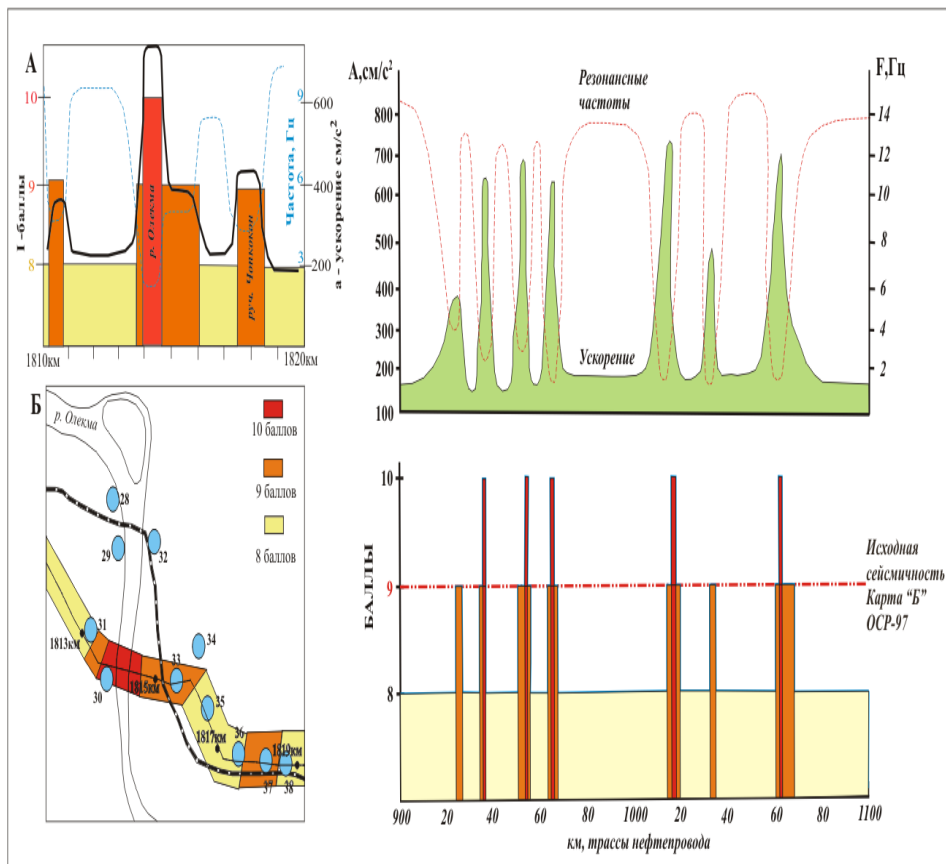 А
I-баллы
10
9
8
9
6
3
Частота, Гц
600
400
200
а - ускорение см/с²
р. Олекма
руч. Чопкокан
1810км
1820км
А,см/с²
800
700
600
500
400
300
200
100
Резонансные
частоты
Ускорение
F,Гц
14
12
10
8
6
4
2
Б
р. Олекма
10 баллов
9 баллов
8 баллов
28
29
32
31
1813км
30
34
33
1815км
35
36
1817км
1819км
37
38
БАЛЛЫ
10
9
8
Исходная
сейсмичность
Карта “Б”
ОСР-97
900 20 40 60 1000 20 40 60 1100
км, трассы нефтепровода